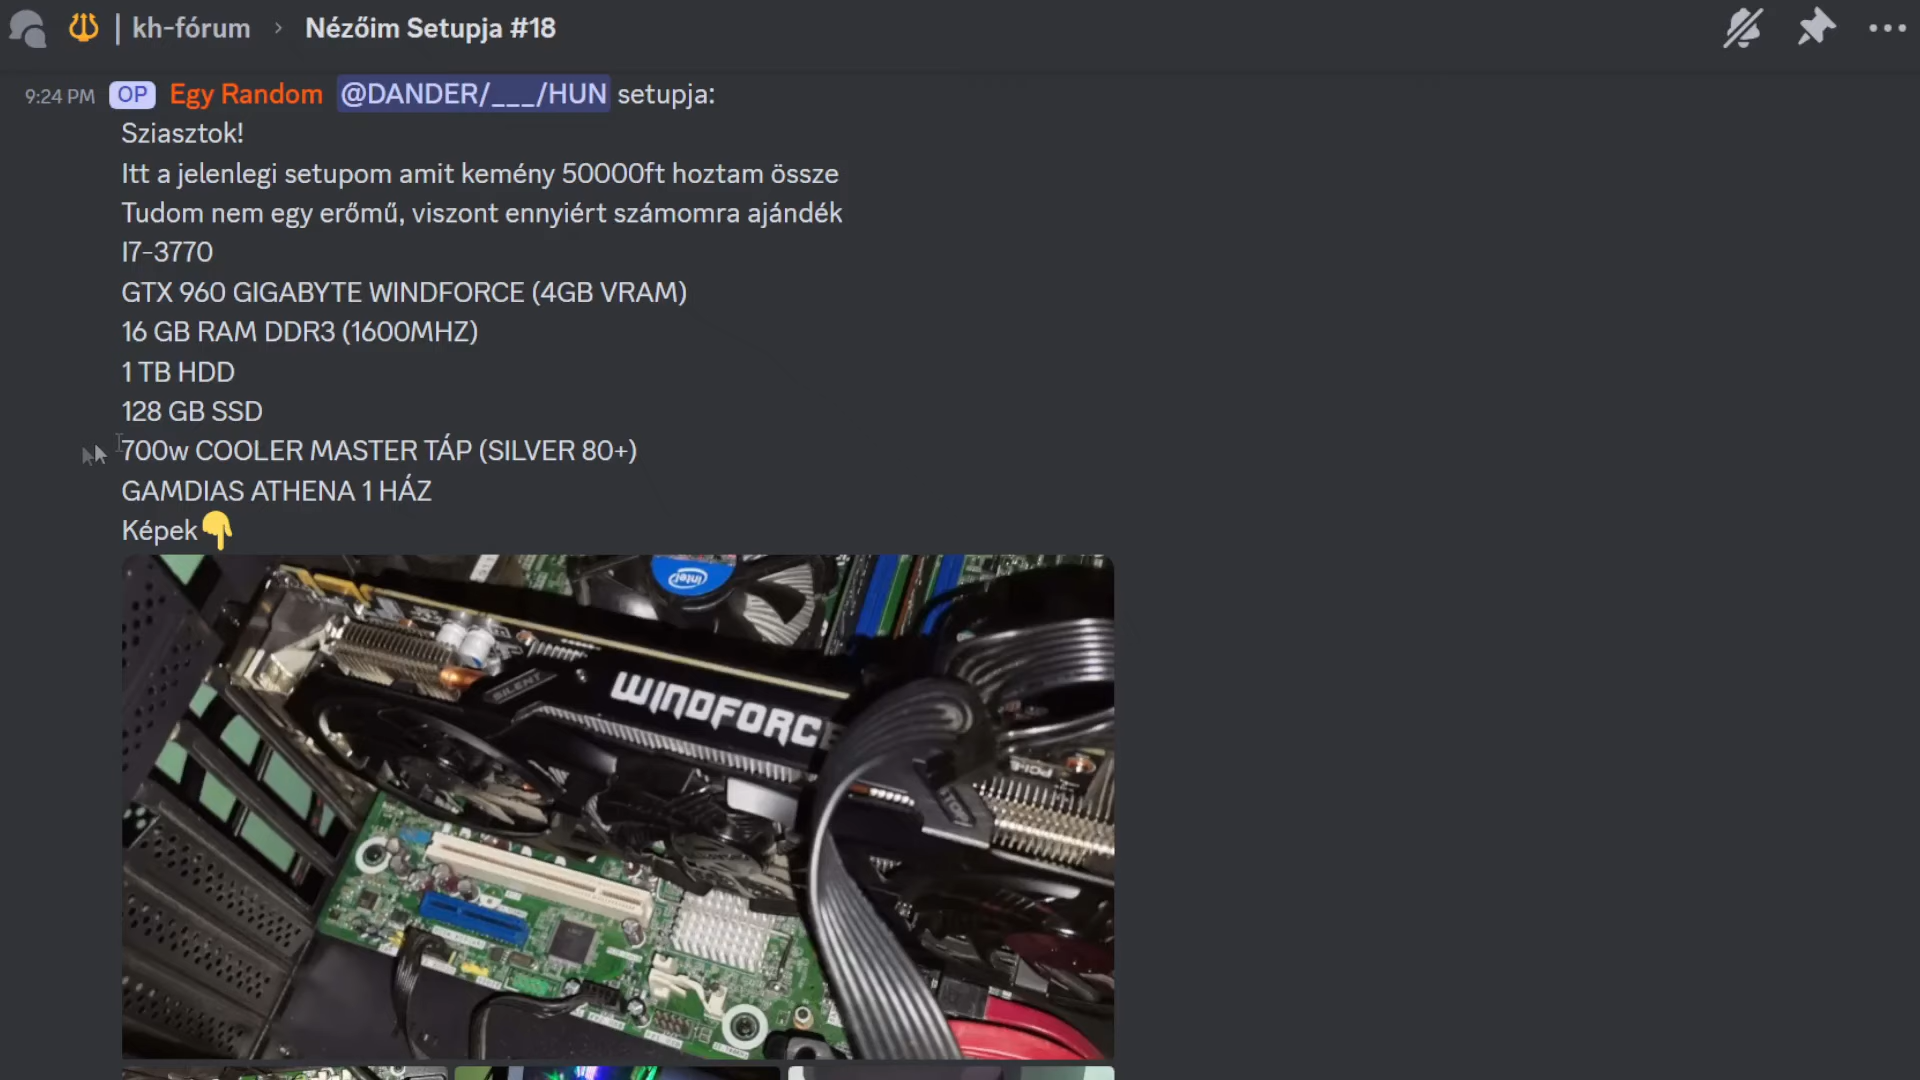 kh-fórum › Nézőim Setupja #18
9:24 PM OP Egy Random @DANDER/___/HUN setupja:
Sziasztok!
Itt a jelenlegi setupom amit kemény 50000ft hoztam össze
Tudom nem egy erőmű, viszont ennyiért számomra ajándék
I7-3770
GTX 960 GIGABYTE WINDFORCE (4GB VRAM)
16 GB RAM DDR3 (1600MHZ)
1 TB HDD
128 GB SSD
700w COOLER MASTER TÁP (SILVER 80+)
GAMDIAS ATHENA 1 HÁZ
Képek👇
intel
SILENT
WINDFORCE
PCI-E
STOP